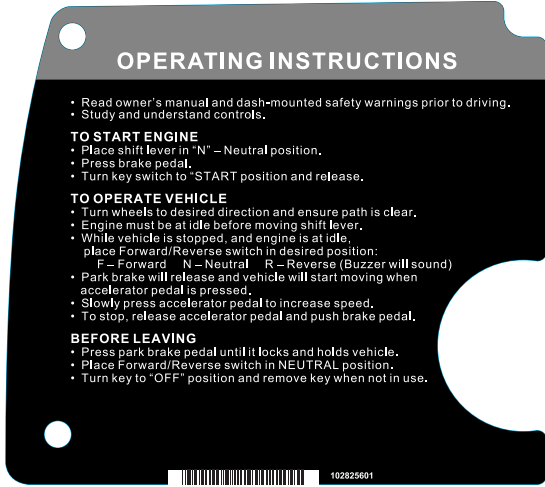 OPERATING INSTRUCTIONS
• Read owner's manual and dash-mounted safety warnings prior to driving.
• Study and understand controls.
TO START ENGINE
• Place shift lever in “N” – Neutral position.
• Press brake pedal.
• Turn key switch to “START position and release.
TO OPERATE VEHICLE
• Turn wheels to desired direction and ensure path is clear.
• Engine must be at idle before moving shift lever.
• While vehicle is stopped, and engine is at idle,
place Forward/Reverse switch in desired position:
F – Forward N – Neutral R – Reverse (Buzzer will sound)
• Park brake will release and vehicle will start moving when
accelerator pedal is pressed.
• Slowly press accelerator pedal to increase speed.
• To stop, release accelerator pedal and push brake pedal.
BEFORE LEAVING
• Press park brake pedal until it locks and holds vehicle.
• Place Forward/Reverse switch in NEUTRAL position.
• Turn key to “OFF” position and remove key when not in use.
102825601